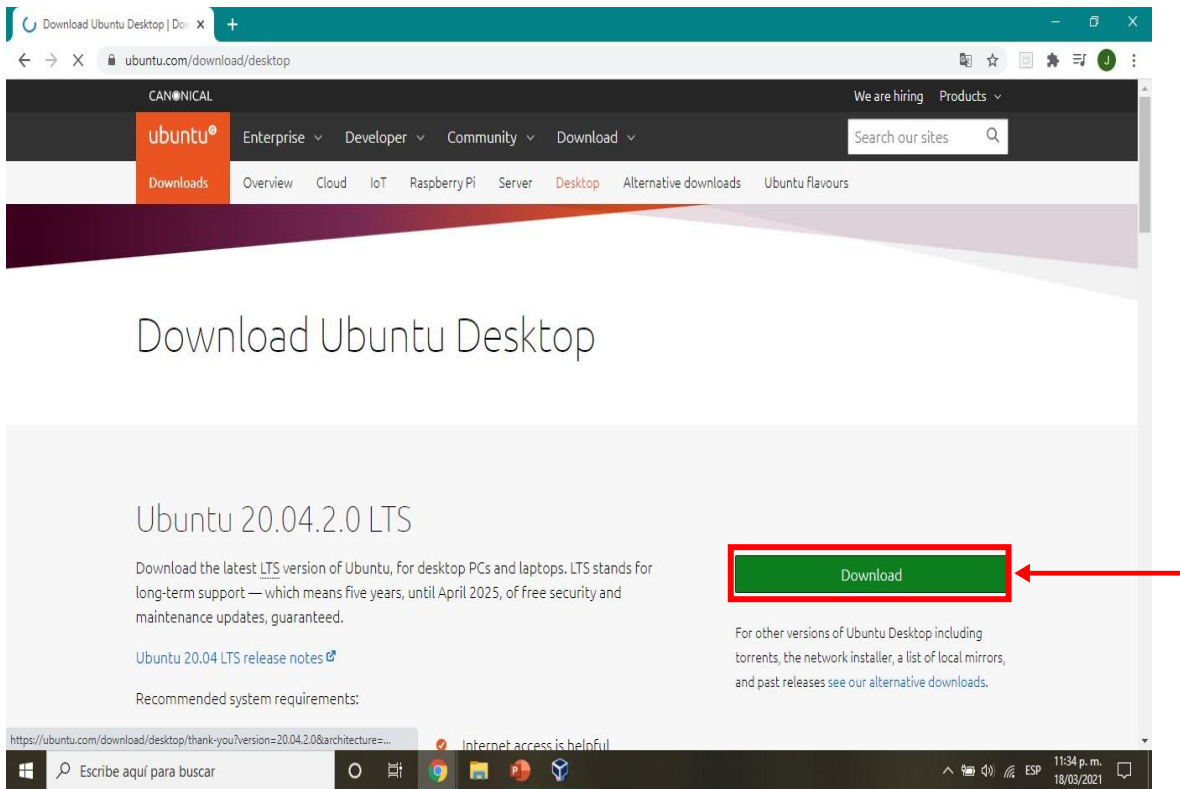 Download Ubuntu Desktop | Do
ubuntu.com/download/desktop
J
CANONICAL
We are hiring Products
ubuntu Enterprise Developer Community Download Search our sites
Downloads Overview Cloud IoT Raspberry Pi Server Desktop Alternative downloads Ubuntu flavours
Download Ubuntu Desktop
Ubuntu 20.04.2.0 LTS
Download the latest LTS version of Ubuntu, for desktop PCs and laptops. LTS stands for
long-term support — which means five years, until April 2025, of free security and
maintenance updates, guaranteed.
Ubuntu 20.04 LTS release notes
Recommended system requirements:
Download
For other versions of Ubuntu Desktop including
torrents, the network installer, a list of local mirrors,
and past releases see our alternative downloads.
Internet access is helpful
https://ubuntu.com/download/desktop/thank-you?version=20.04.2.0&architecture=...
Escribe aquí para buscar
ESP
11:34 p. m.
18/03/2021